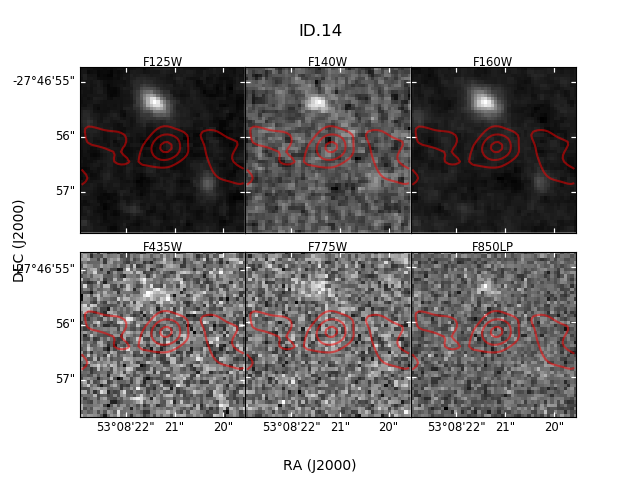 ID.14
F125W F140W F160W
-27°46'55"
56"
57"
F435W F775W F850LP
-27°46'55"
56"
57"
53°08'22" 21" 20" 53°08'22" 21" 20" 53°08'22" 21" 20"
DEC (J2000)
RA (J2000)